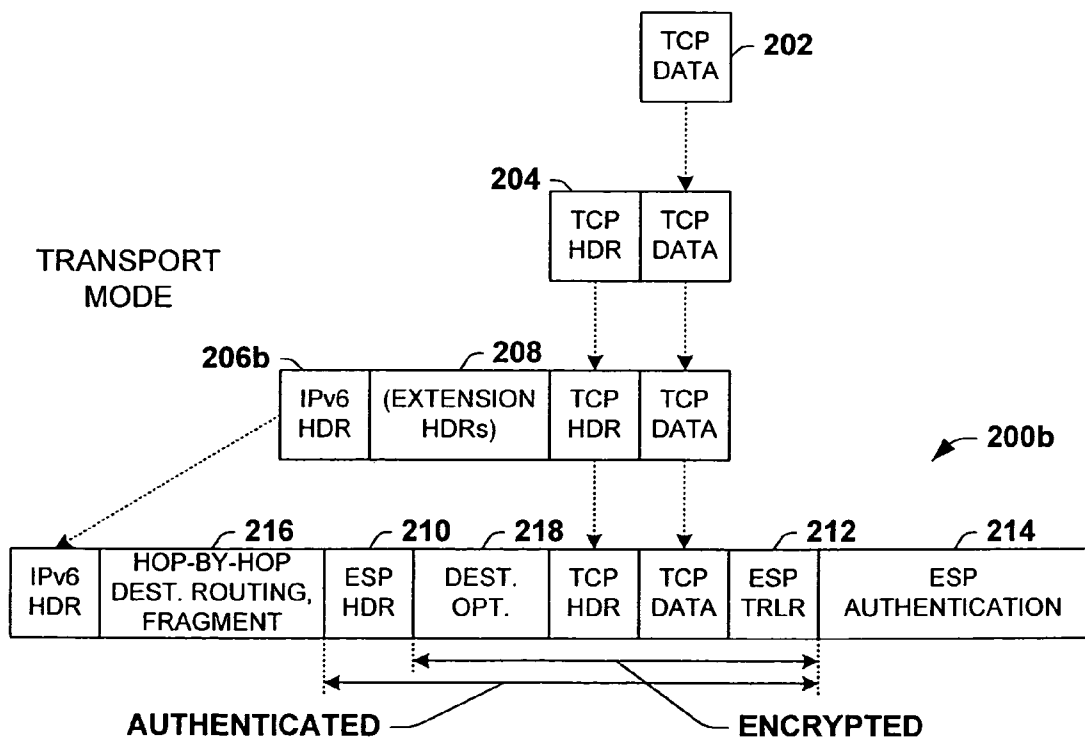 TCP
DATA
202
204
TCP
HDR
TCP
DATA
TRANSPORT
MODE
206b
208
IPv6
HDR
(EXTENSION
HDRs)
TCP
HDR
TCP
DATA
200b
216
210
218
212
214
IPv6
HDR
HOP-BY-HOP
DEST. ROUTING,
FRAGMENT
ESP
HDR
DEST.
OPT.
TCP
HDR
TCP
DATA
ESP
TRLR
ESP
AUTHENTICATION
AUTHENTICATED
ENCRYPTED